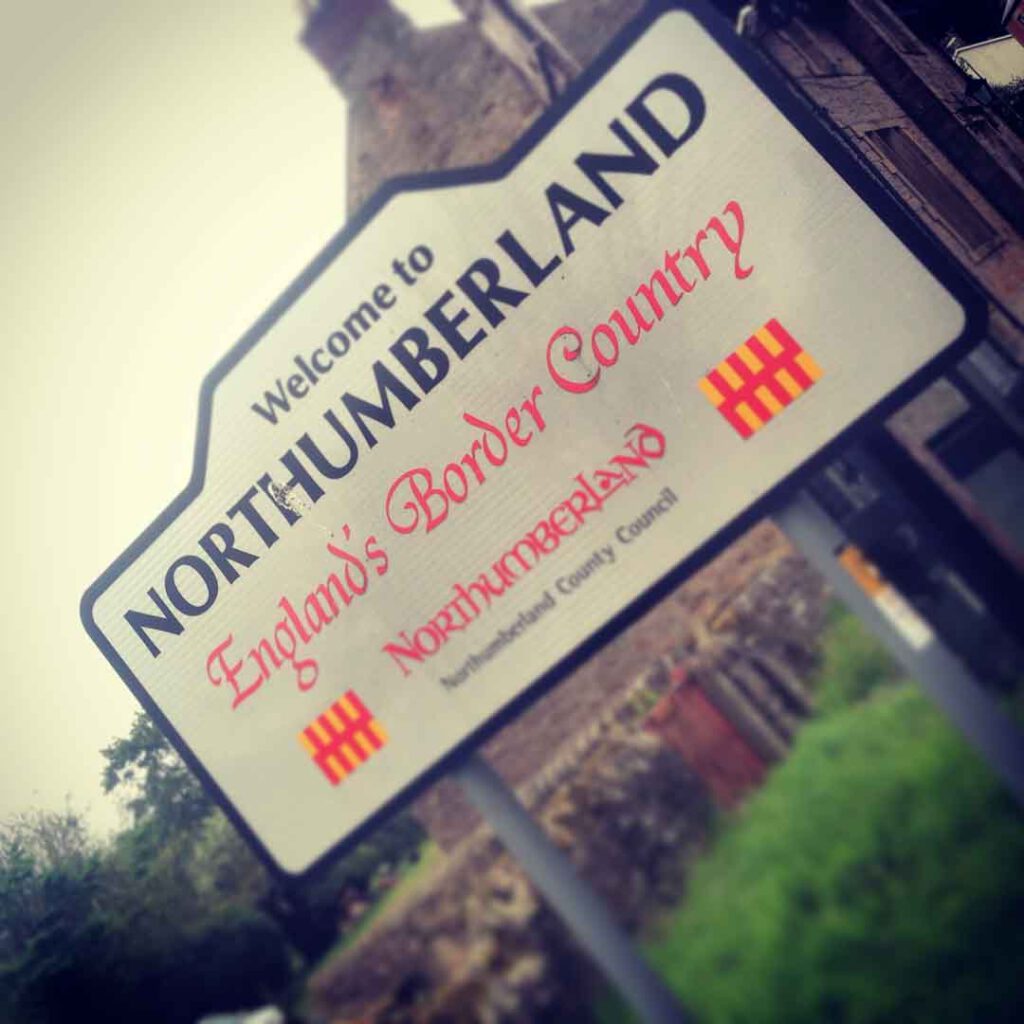 Welcome to
NORTHUMBERLAND
England's Border Country
NORTHUMBERLAND
Northumberland County Council